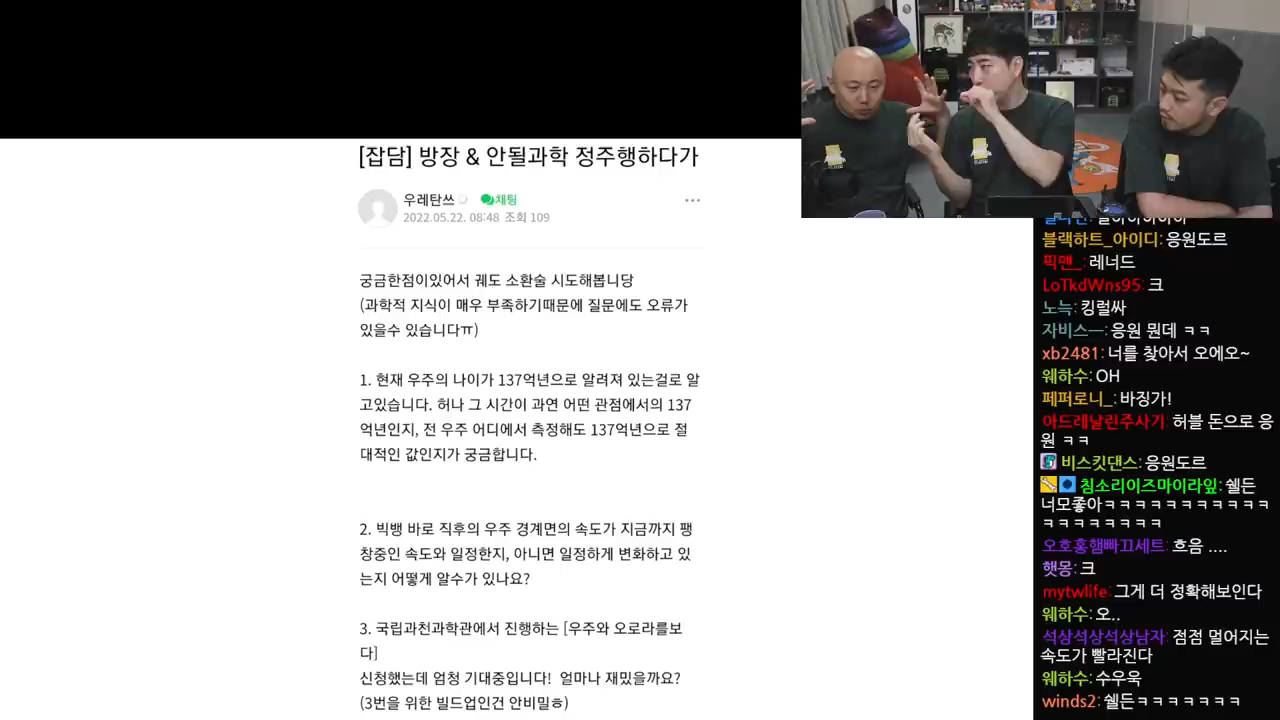 [잡담] 방장 & 안될과학 정주행하다가
우레탄쓰
채팅
2022.05.22. 08:48 조회 109
궁금한점이있어서 궤도 소환술 시도해봅니당
(과학적 지식이 매우 부족하기때문에 질문에도 오류가
있을수 있습니다ㅠ)
1. 현재 우주의 나이가 137억년으로 알려져 있는걸로 알
고있습니다. 허나 그 시간이 과연 어떤 관점에서의 137
억년인지, 전 우주 어디에서 측정해도 137억년으로 절
대적인 값인지가 궁금합니다.
2. 빅뱅 바로 직후의 우주 경계면의 속도가 지금까지 팽
창중인 속도와 일정한지, 아니면 일정하게 변화하고 있
는지 어떻게 알수가 있나요?
3. 국립과천과학관에서 진행하는 [우주와 오로라를보
다]
신청했는데 엄청 기대중입니다! 얼마나 재밌을까요?
(3번을 위한 빌드업인건 안비밀ㅎ)
블랙하트_아이디: 응원도르
픽맨_: 레너드
LoTkdWns95: 크
노늑: 킹럴싸
자비스ㅡ: 응원 뭔데 ㅋㅋ
xb2481: 너를 찾아서 오에오~
웨하수: OH
페퍼로니_: 바징가!
아드레날린주사기: 허블 돈으로 응
원 ㅋㅋ
비스킷댄스: 응원도르
침소리이즈마이라잎: 쉘든
너모좋아ㅋㅋㅋㅋㅋㅋㅋㅋㅋㅋㅋ
ㅋㅋㅋㅋㅋㅋㅋㅋ
오호홍햄빠끄세트: 흐음 ....
햇몽: 크
mytwlife: 그게 더 정확해보인다
웨하수: 오..
석상석상석상남자: 점점 멀어지는
속도가 빨라진다
웨하수: 수우욱
winds2: 쉘든ㅋㅋㅋㅋㅋㅋㅋ